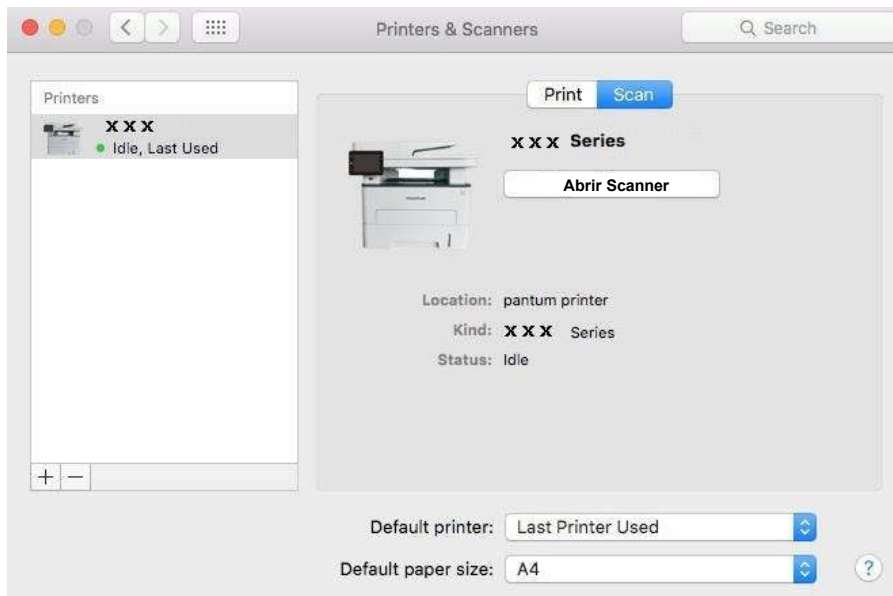 Printers & Scanners
Search
Printers
X X X
Idle, Last Used
Print
Scan
X X X Series
Abrir Scanner
Location: pantum printer
Kind: X X X Series
Status: Idle
+ −
Default printer: Last Printer Used
Default paper size: A4
?